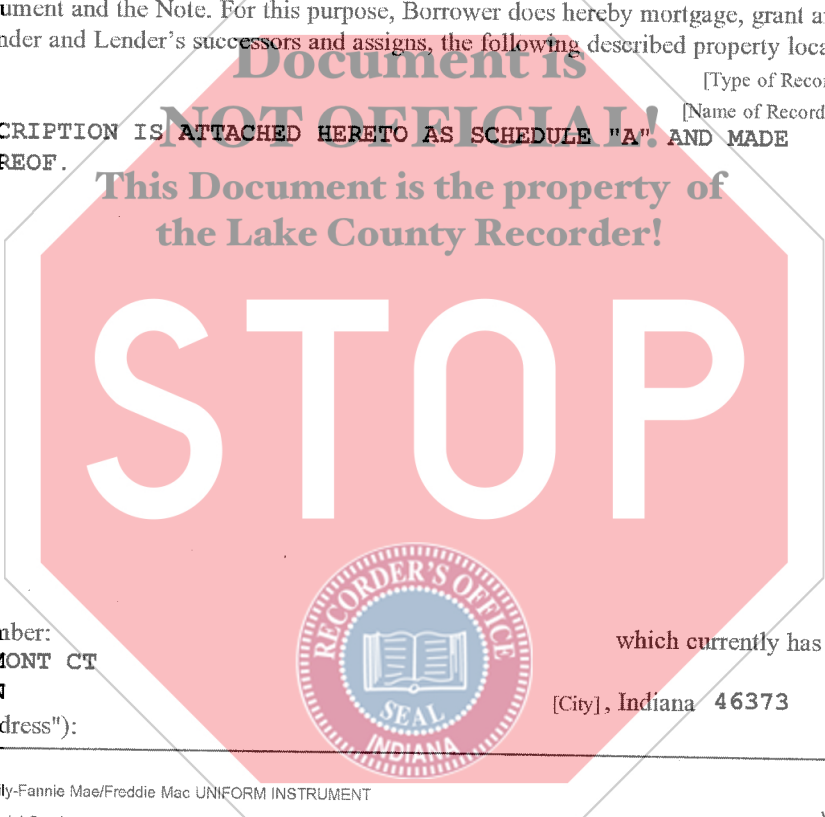 ument and the Note. For this purpose, Borrower does hereby mortgage, grant a
nder and Lender's successors and assigns, the following described property loca
Document is
[Type of Recor
NOT OFFICIAL!
[Name of Record
CRIPTION IS ATTACHED HERETO AS SCHEDULE "A" AND MADE
REOF.
This Document is the property of
the Lake County Recorder!
STOP
RECORDER'S OFFICE
SEAL
INDIANA
nber:
which currently has
MONT CT
N
[City], Indiana 46373
dress"):
ily-Fannie Mae/Freddie Mac UNIFORM INSTRUMENT